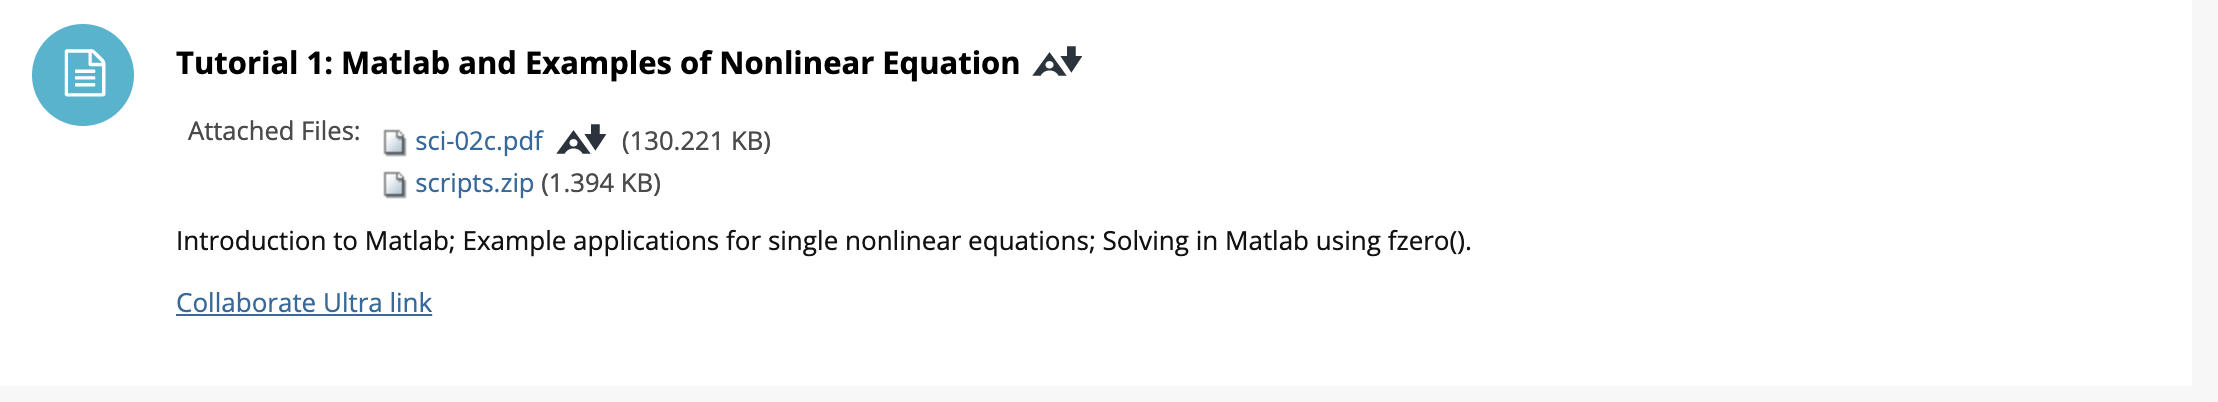 Tutorial 1: Matlab and Examples of Nonlinear Equation
Attached Files:
sci-02c.pdf (130.221 KB)
scripts.zip (1.394 KB)
Introduction to Matlab; Example applications for single nonlinear equations; Solving in Matlab using fzero().
Collaborate Ultra link